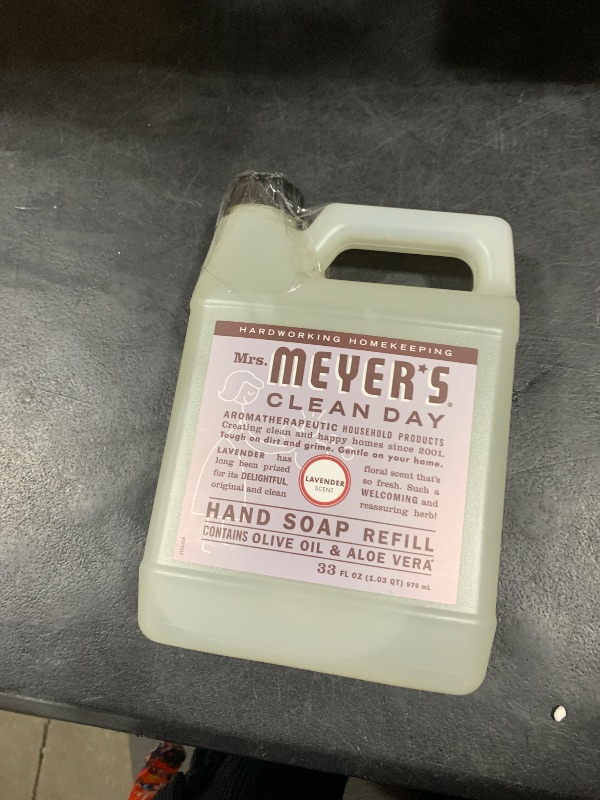 HARDWORKING HOMEKEEPING
Mrs. MEYER'S®
CLEAN DAY
AROMATHERAPEUTIC HOUSEHOLD PRODUCTS
Creating clean and happy homes since 2001.
Tough on dirt and grime. Gentle on your home.
LAVENDER has
long been prized
for its DELIGHTFUL
original and clean
LAVENDER
SCENT
floral scent that's
so fresh. Such a
WELCOMING and
reassuring herb!
HAND SOAP REFILL
CONTAINS OLIVE OIL & ALOE VERA*
33 FL OZ (1.03 QT) 975 mL